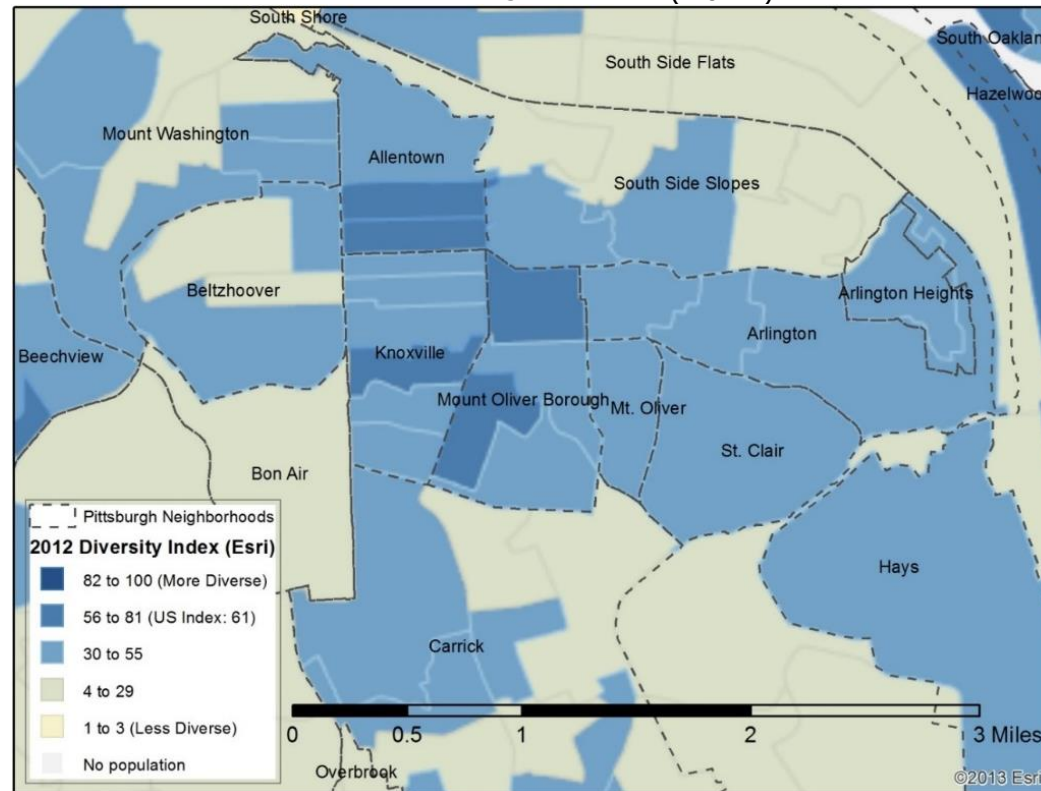 South Shore
South Side Flats
South Oaklan
Hazelwoo
Mount Washington
Allentown
South Side Slopes
Beltzhoover
Arlington Heights
Arlington
Beechview
Knoxville
Mount Oliver Borough
Mt. Oliver
St. Clair
Bon Air
Hays
Carrick
Overbrook
Pittsburgh Neighborhoods
2012 Diversity Index (Esri)
82 to 100 (More Diverse)
56 to 81 (US Index: 61)
30 to 55
4 to 29
1 to 3 (Less Diverse)
No population
0 0.5 1 2 3 Miles
©2013 Esri